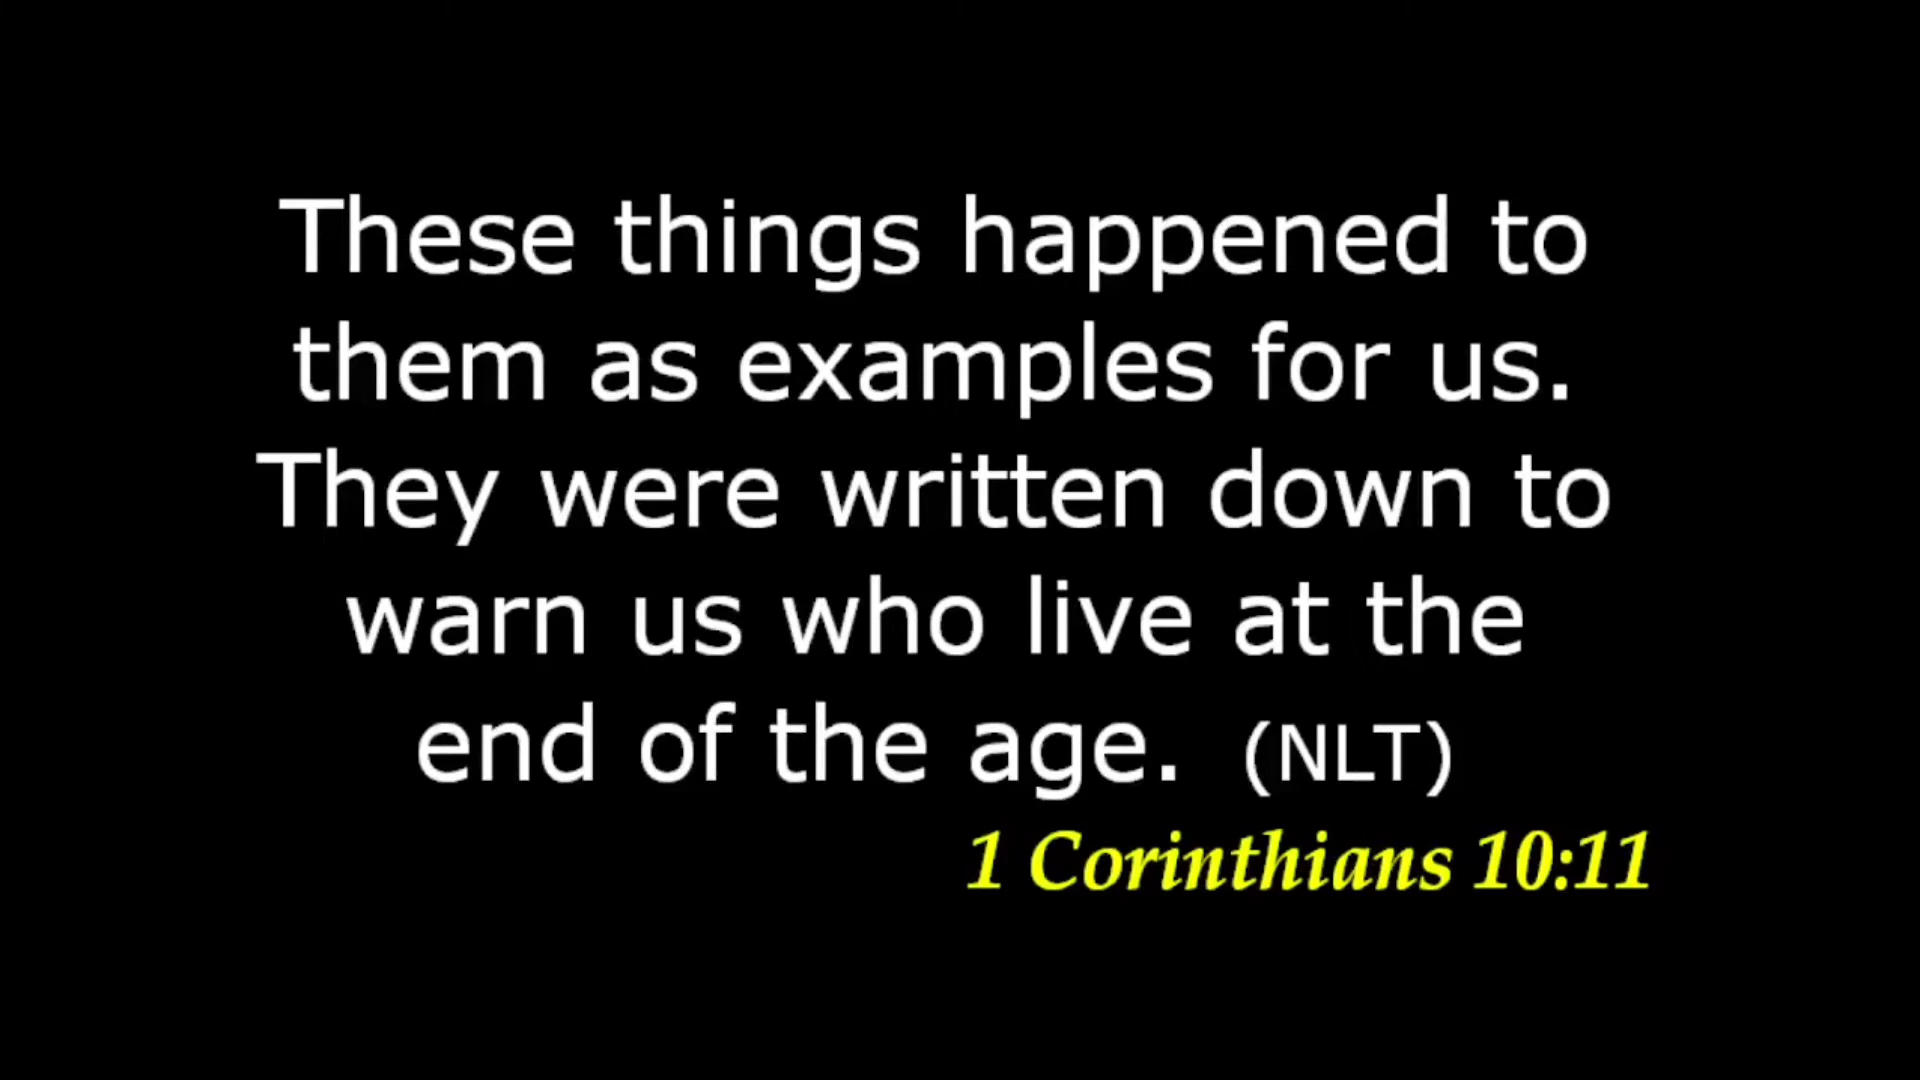 These things happened to
them as examples for us.
They were written down to
warn us who live at the
end of the age. (NLT)
1 Corinthians 10:11